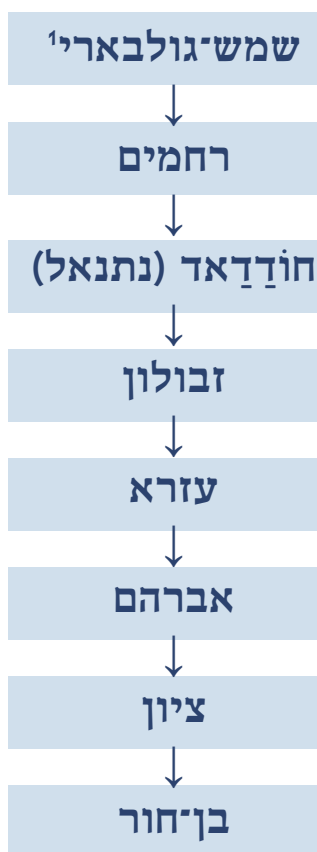 שמש־גולבארי¹
↓
רחמים
↓
חוֹדַדַאד (נתנאל)
↓
זבולון
↓
עזרא
↓
אברהם
↓
ציון
↓
בן־חור